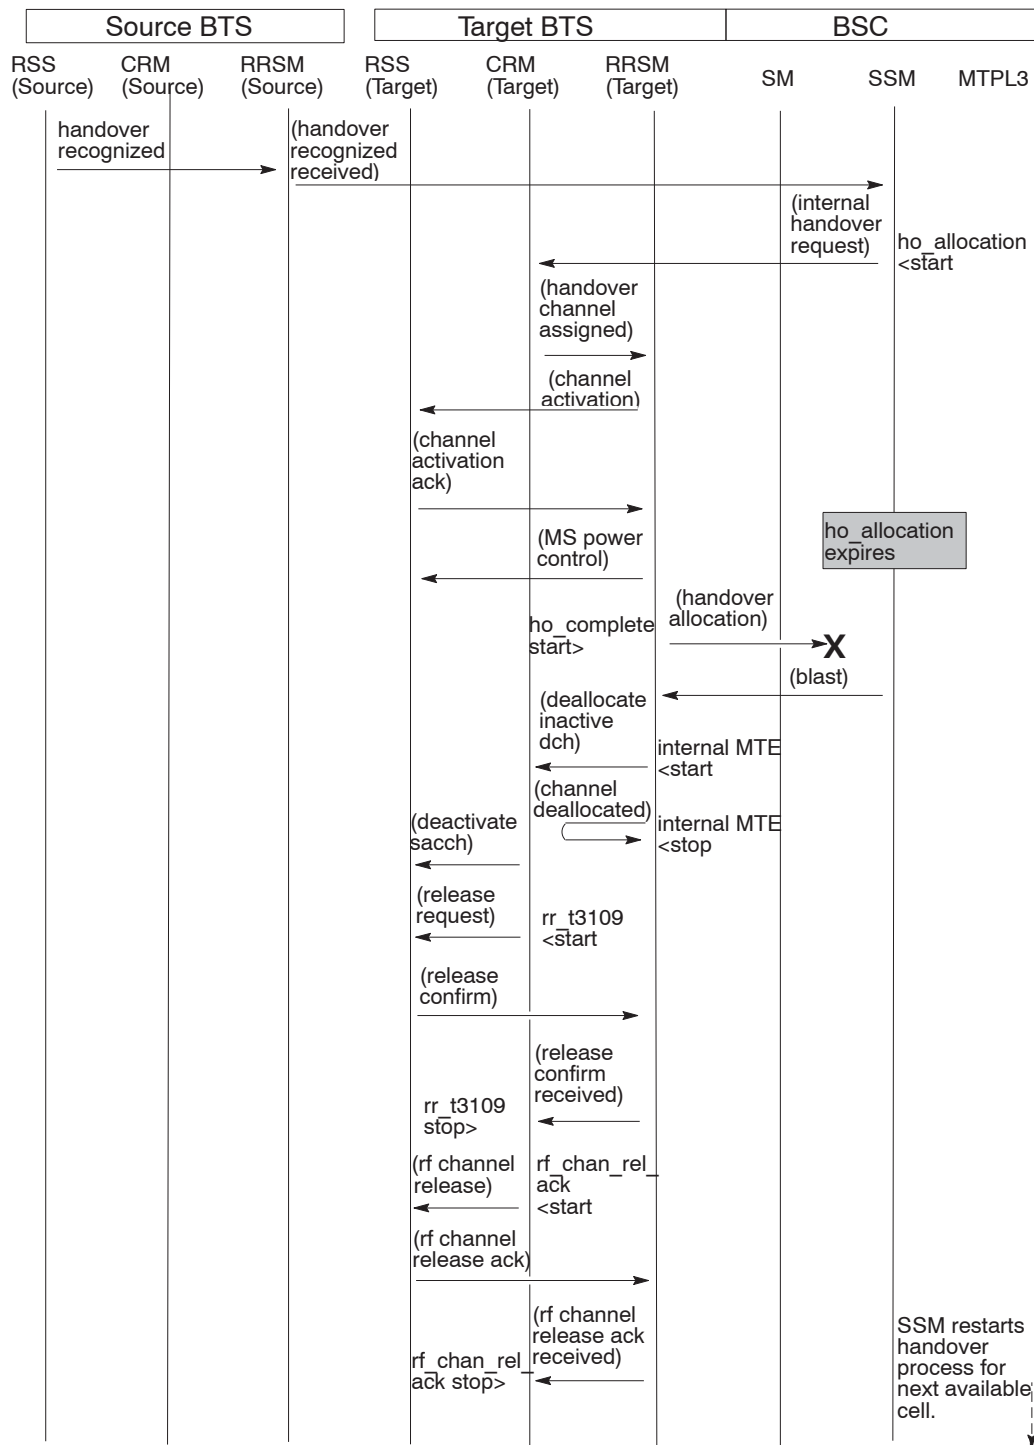 Source BTS
Target BTS
BSC
RSS
(Source)
CRM
(Source)
RRSM
(Source)
RSS
(Target)
CRM
(Target)
RRSM
(Target)
SM
SSM
MTPL3
handover
recognized
(handover
recognized
received)
(internal
handover
request)
ho_allocation
<start
(handover
channel
assigned)
(channel
activation)
(channel
activation
ack)
ho_allocation
expires
(MS power
control)
(handover
allocation)
ho_complete
start>
X
(blast)
(deallocate
inactive
dch)
internal MTE
<start
(channel
deallocated)
internal MTE
<stop
(deactivate
sacch)
(release
request)
rr_t3109
<start
(release
confirm)
(release
confirm
received)
rr_t3109
stop>
(rf channel
release)
rf_chan_rel_
ack
<start
(rf channel
release ack)
(rf channel
release ack
received)
rf_chan_rel_
ack stop>
SSM restarts
handover
process for
next available
cell.